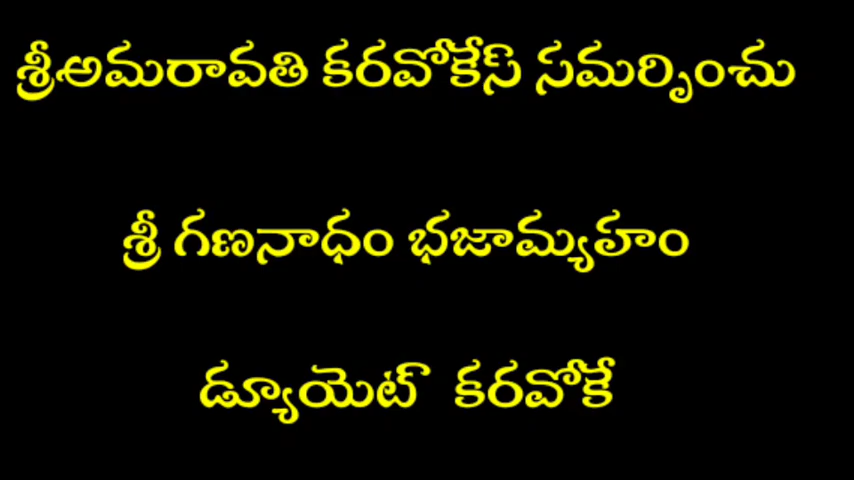 శ్రీఅమరావతి కరవోకేస్ సమర్పించు
శ్రీ గణనాధం భజామ్యహం
డ్యూయెట్ కరవోకే